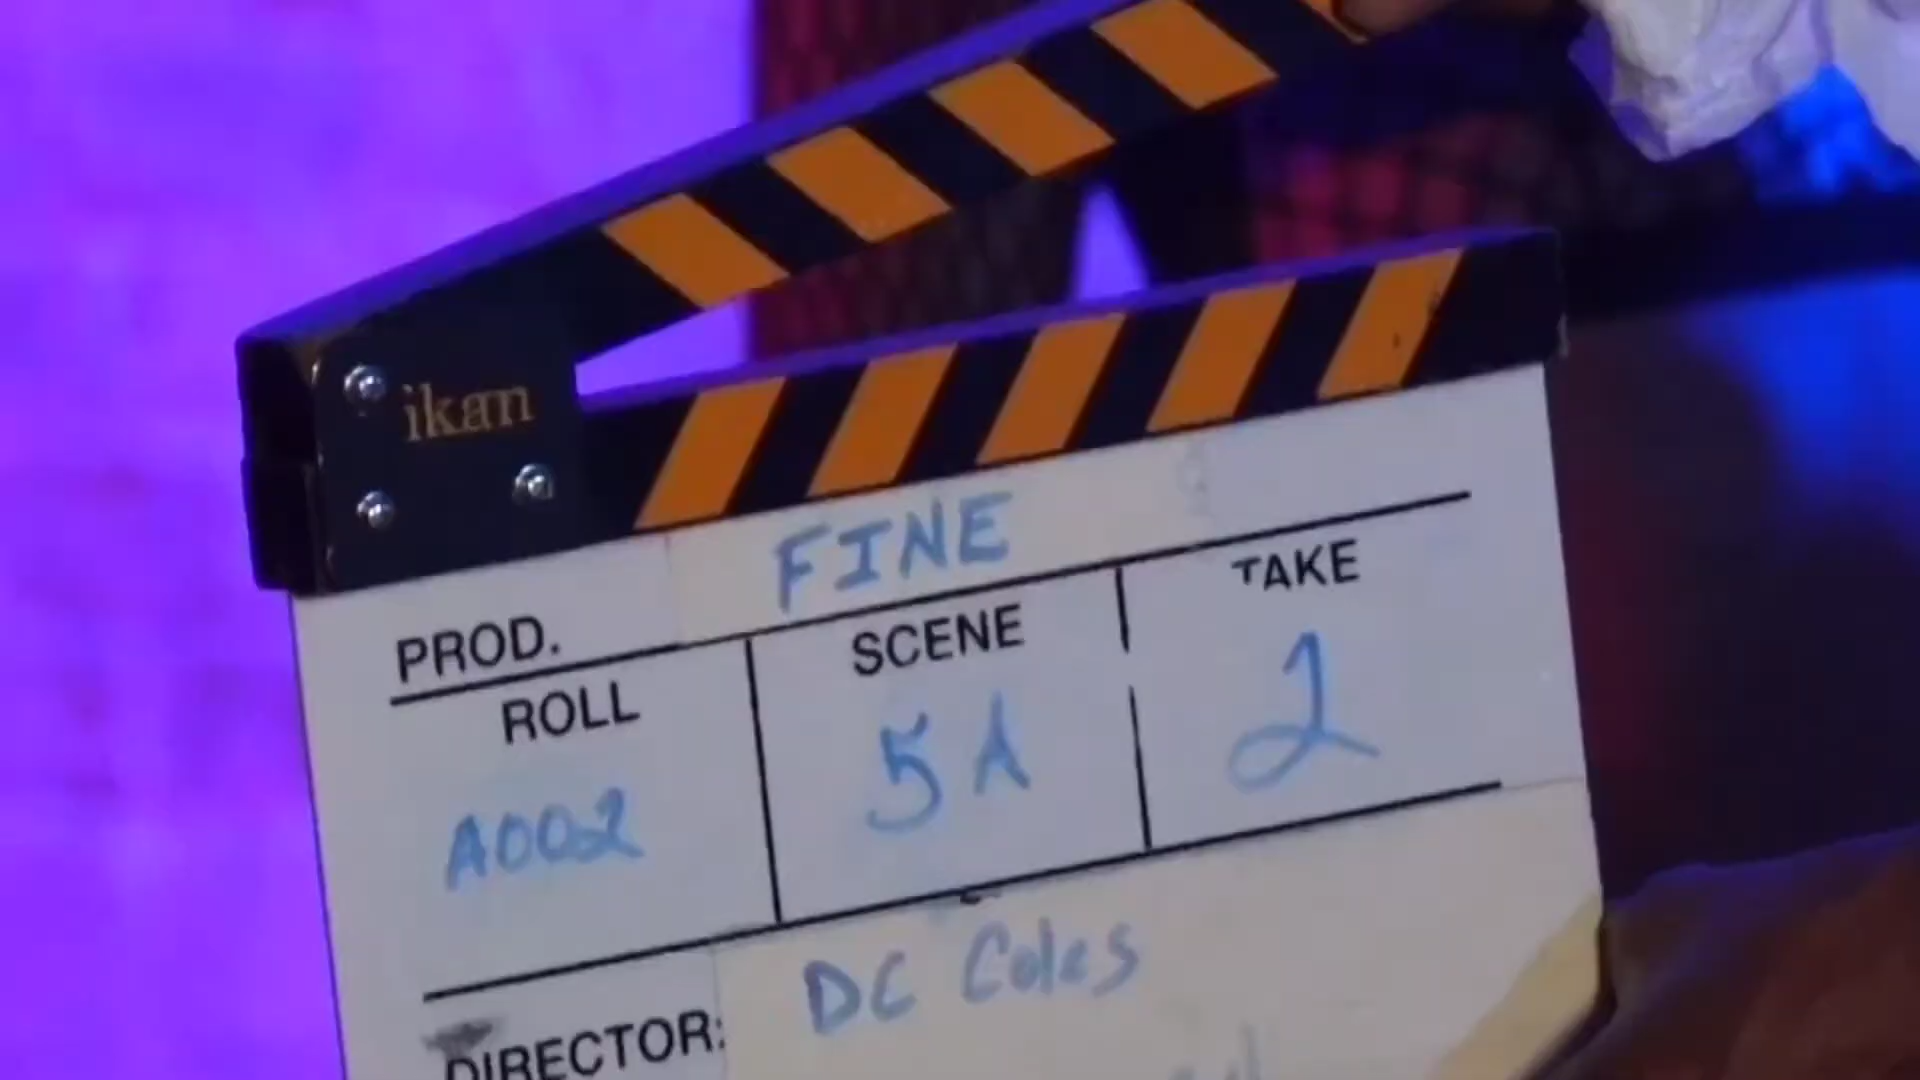 ikan
PROD. FINE
ROLL SCENE TAKE
A002 5A 2
DIRECTOR: DC Coles